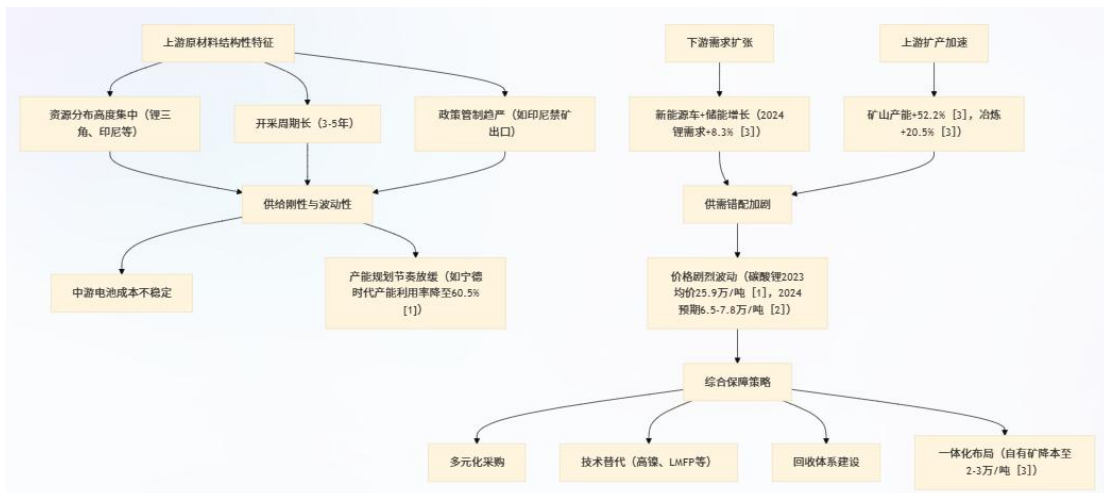 上游原材料结构性特征
下游需求扩张
上游扩产加速
资源分布高度集中（锂三
角、印尼等）
开采周期长（3-5年）
政策管制趋严（如印尼禁矿
出口）
新能源车+储能增长（2024
锂需求+8.3% [3]）
矿山产能+52.2% [3]，冶炼
+20.5% [3]）
供给刚性与波动性
供需错配加剧
中游电池成本不稳定
产能规划节奏放缓（如宁德
时代产能利用率降至60.5%
[1]）
价格剧烈波动（碳酸锂2023
均价25.9万/吨 [1]，2024
预期6.5-7.8万/吨 [2]）
综合保障策略
多元化采购
技术替代（高镍、LMFP等）
回收体系建设
一体化布局（自有矿降本至
2-3万/吨 [3]）